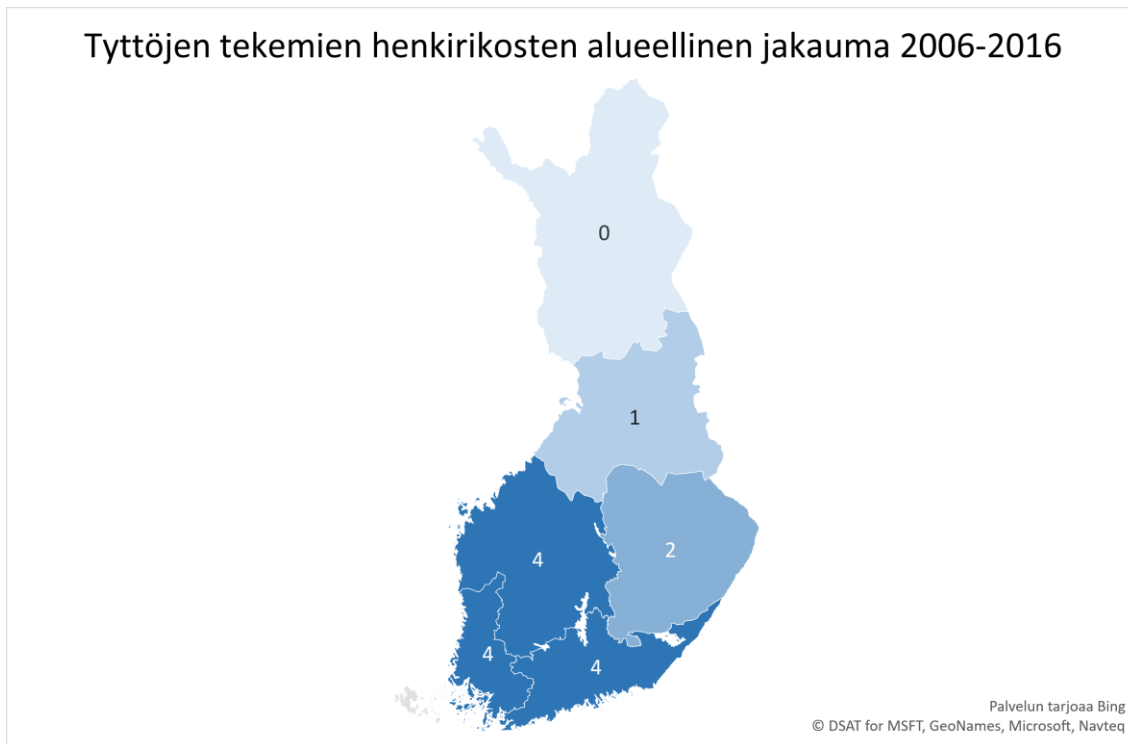 Tyttöjen tekemien henkirikosten alueellinen jakauma 2006-2016
0
1
2
4
4
4
Palvelun tarjoaa Bing
© DSAT for MSFT, GeoNames, Microsoft, Navteq